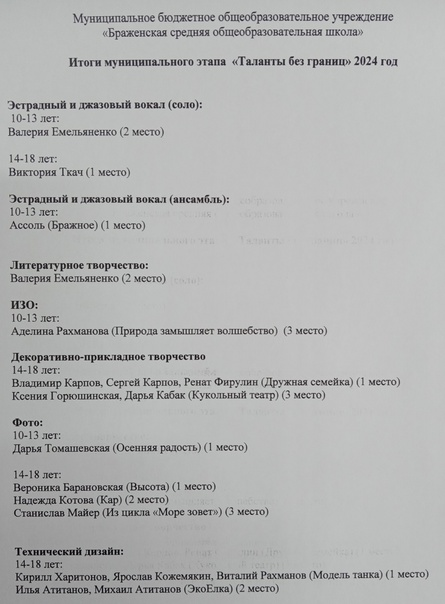 Муниципальное бюджетное общеобразовательное учреждение
«Браженская средняя общеобразовательная школа»
Итоги муниципального этапа «Таланты без границ» 2024 год
Эстрадный и джазовый вокал (соло):
10-13 лет:
Валерия Емельяненко (2 место)
14-18 лет:
Виктория Ткач (1 место)
Эстрадный и джазовый вокал (ансамбль):
10-13 лет:
Ассоль (Бражное) (1 место)
Литературное творчество:
Валерия Емельяненко (2 место)
ИЗО:
10-13 лет:
Аделина Рахманова (Природа замышляет волшебство) (3 место)
Декоративно-прикладное творчество
14-18 лет:
Владимир Карпов, Сергей Карпов, Ренат Фирулин (Дружная семейка) (1 место)
Ксения Горюшинская, Дарья Кабак (Кукольный театр) (3 место)
Фото:
10-13 лет:
Дарья Томашевская (Осенняя радость) (1 место)
14-18 лет:
Вероника Барановская (Высота) (1 место)
Надежда Котова (Кар) (2 место)
Станислав Майер (Из цикла «Море зовет») (3 место)
Технический дизайн:
14-18 лет:
Кирилл Харитонов, Ярослав Кожемякин, Виталий Рахманов (Модель танка) (1 место)
Илья Атитанов, Михаил Атитанов (ЭкоЕлка) (2 место)